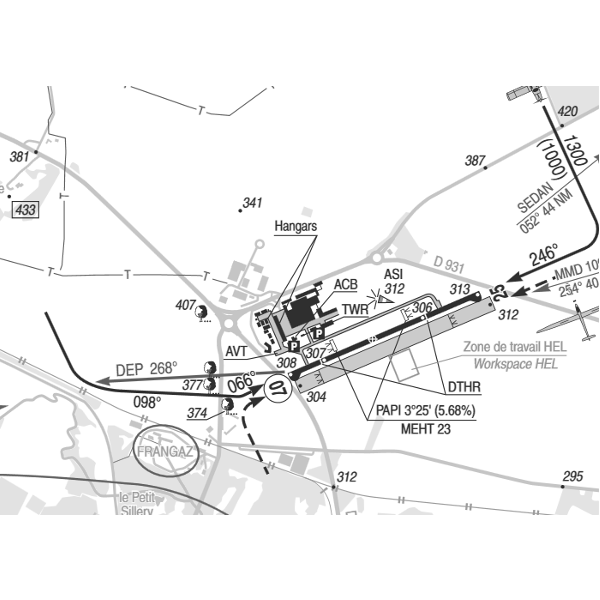 420
1300
(1000)
381
387
SEDAN
052° 44 NM
433
341
Hangars
246°
D 931
ASI
312
ACB
313
25
MMD 10
254° 40
407
TWR
306
312
AVT
P
P
307
308
Zone de travail HEL
Workspace HEL
DEP 268°
377
066°
07
DTHR
304
098°
374
PAPI 3°25' (5.68%)
MEHT 23
FRANGAZ
312
295
le Petit
Sillery
T
T
T
T
T